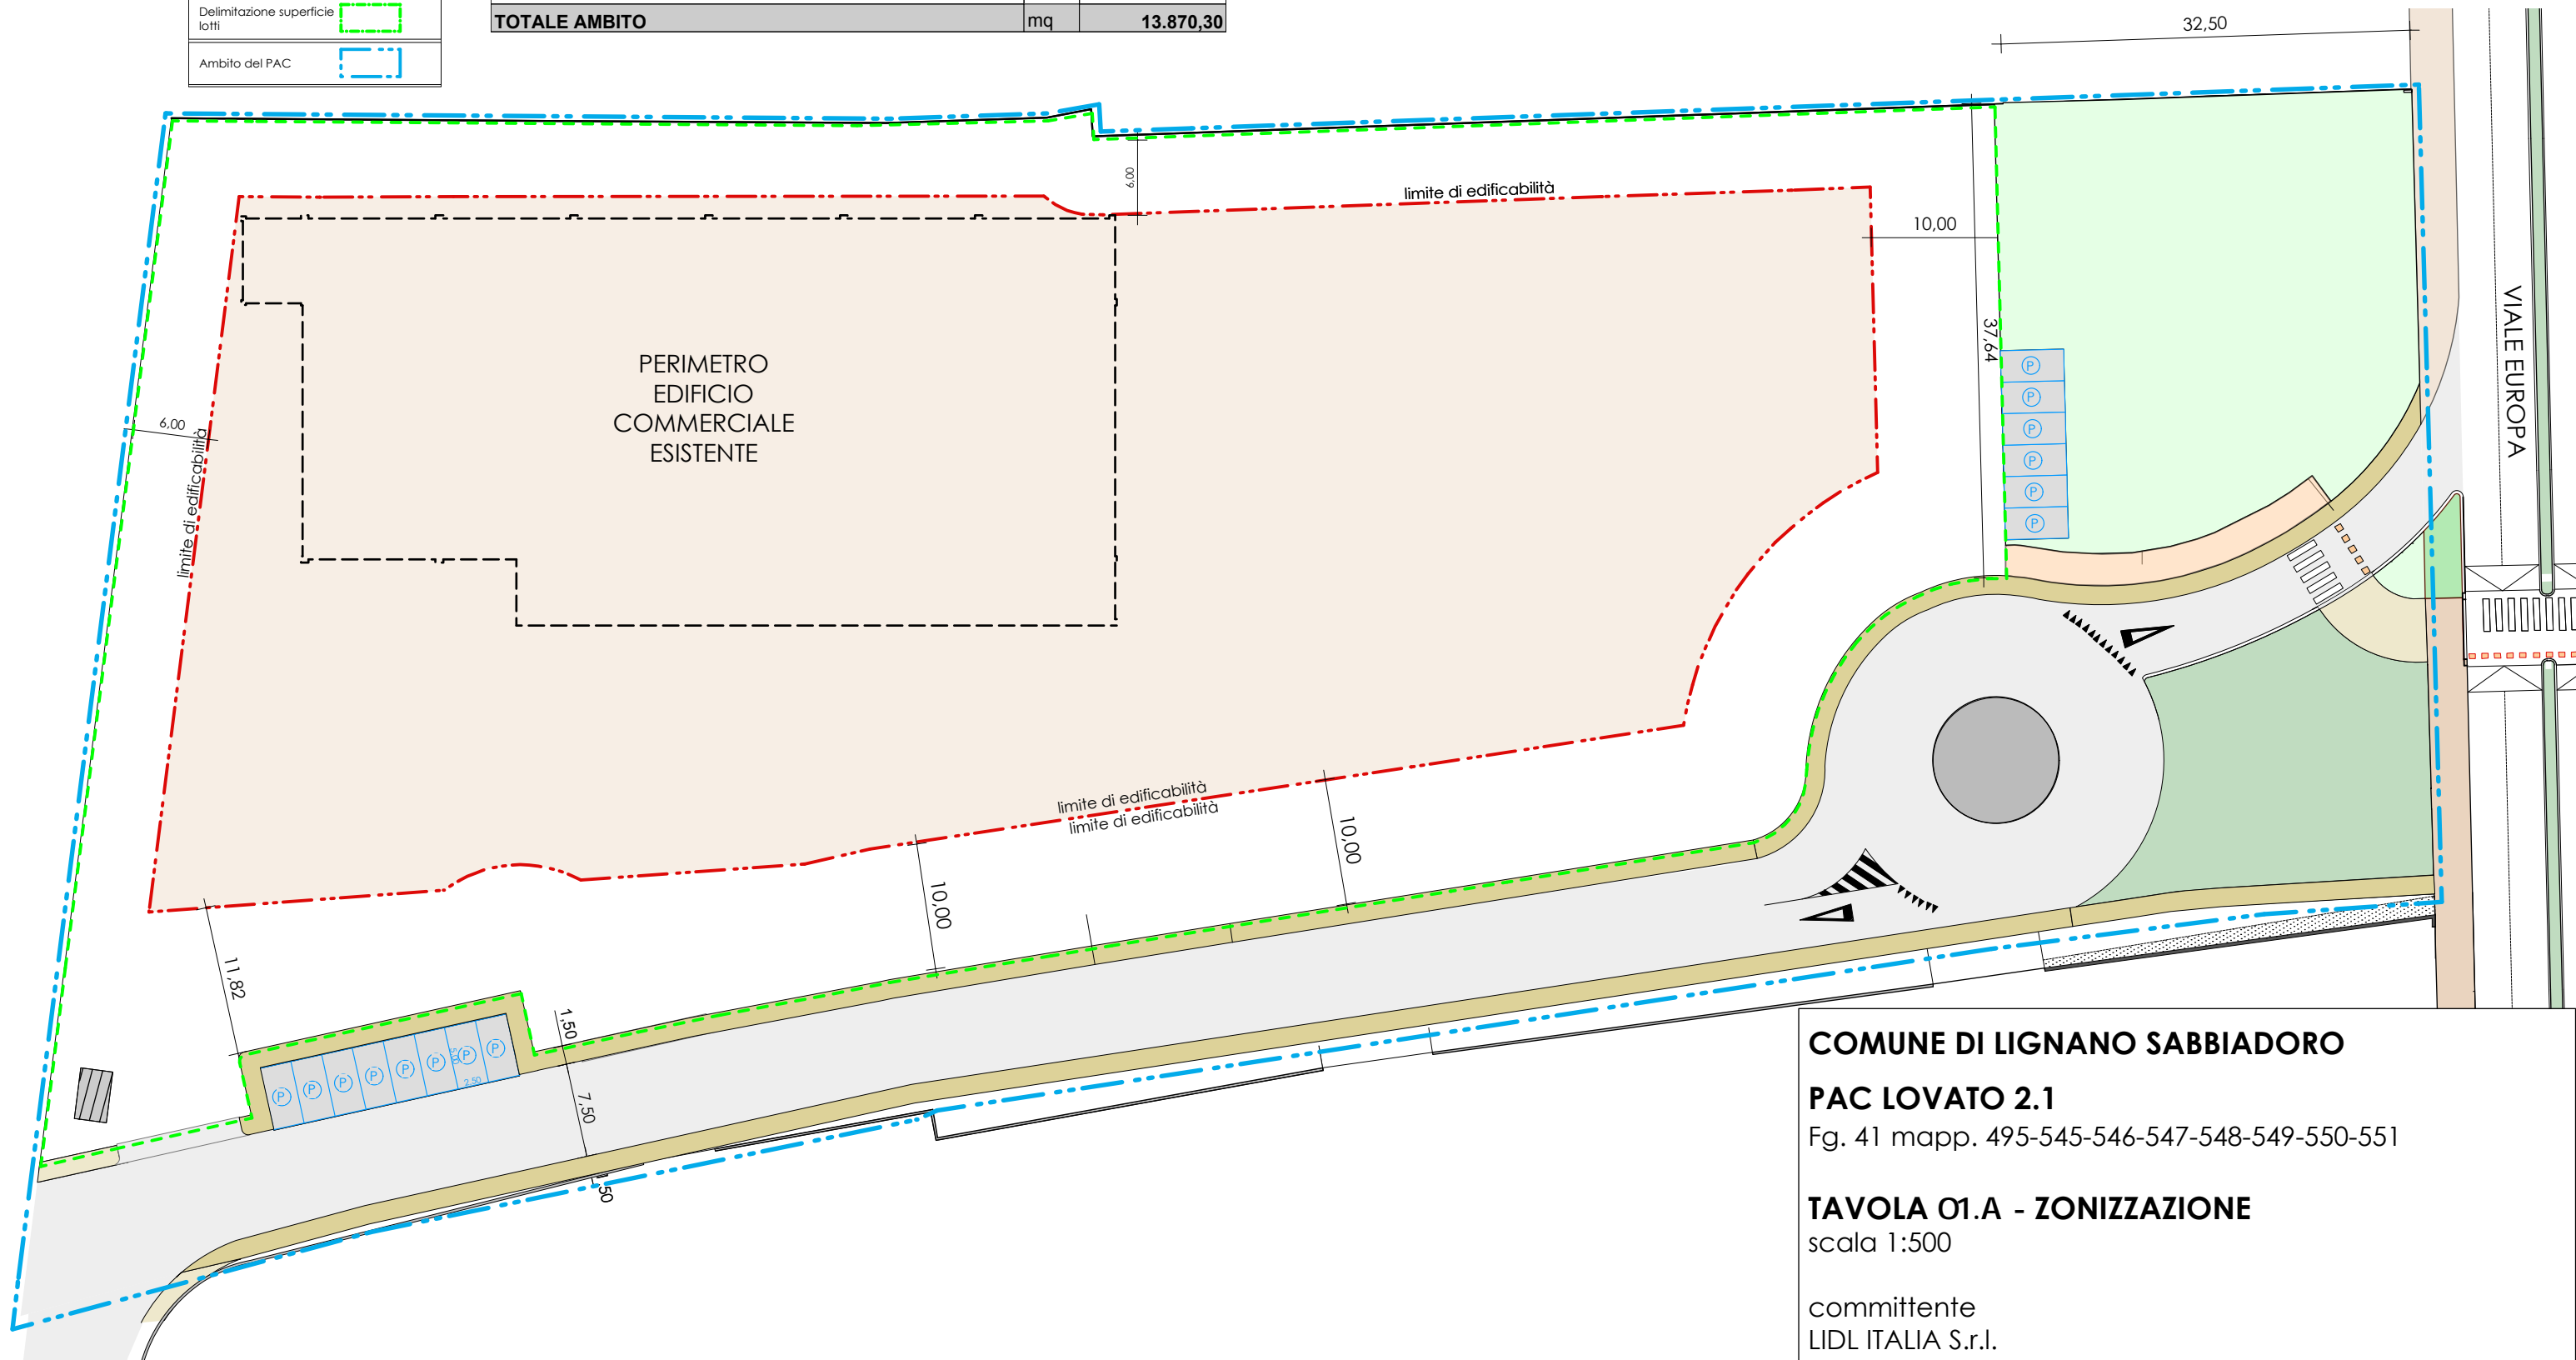 Delimitazione superficie
lotti
Ambito del PAC
TOTALE AMBITO mq 13.870,30
32,50
6,00
limite di edificabilità
10,00
37,64
VIALE EUROPA
PERIMETRO
EDIFICIO
COMMERCIALE
ESISTENTE
6,00
limite di edificabilità
P
P
P
P
P
P
limite di edificabilità
limite di edificabilità
10,00
10,00
11,82
1,50
P P P P P P P P
2,50
7,50
1,50
COMUNE DI LIGNANO SABBIADORO
PAC LOVATO 2.1
Fg. 41 mapp. 495-545-546-547-548-549-550-551
TAVOLA 01.A - ZONIZZAZIONE
scala 1:500
committente
LIDL ITALIA S.r.l.